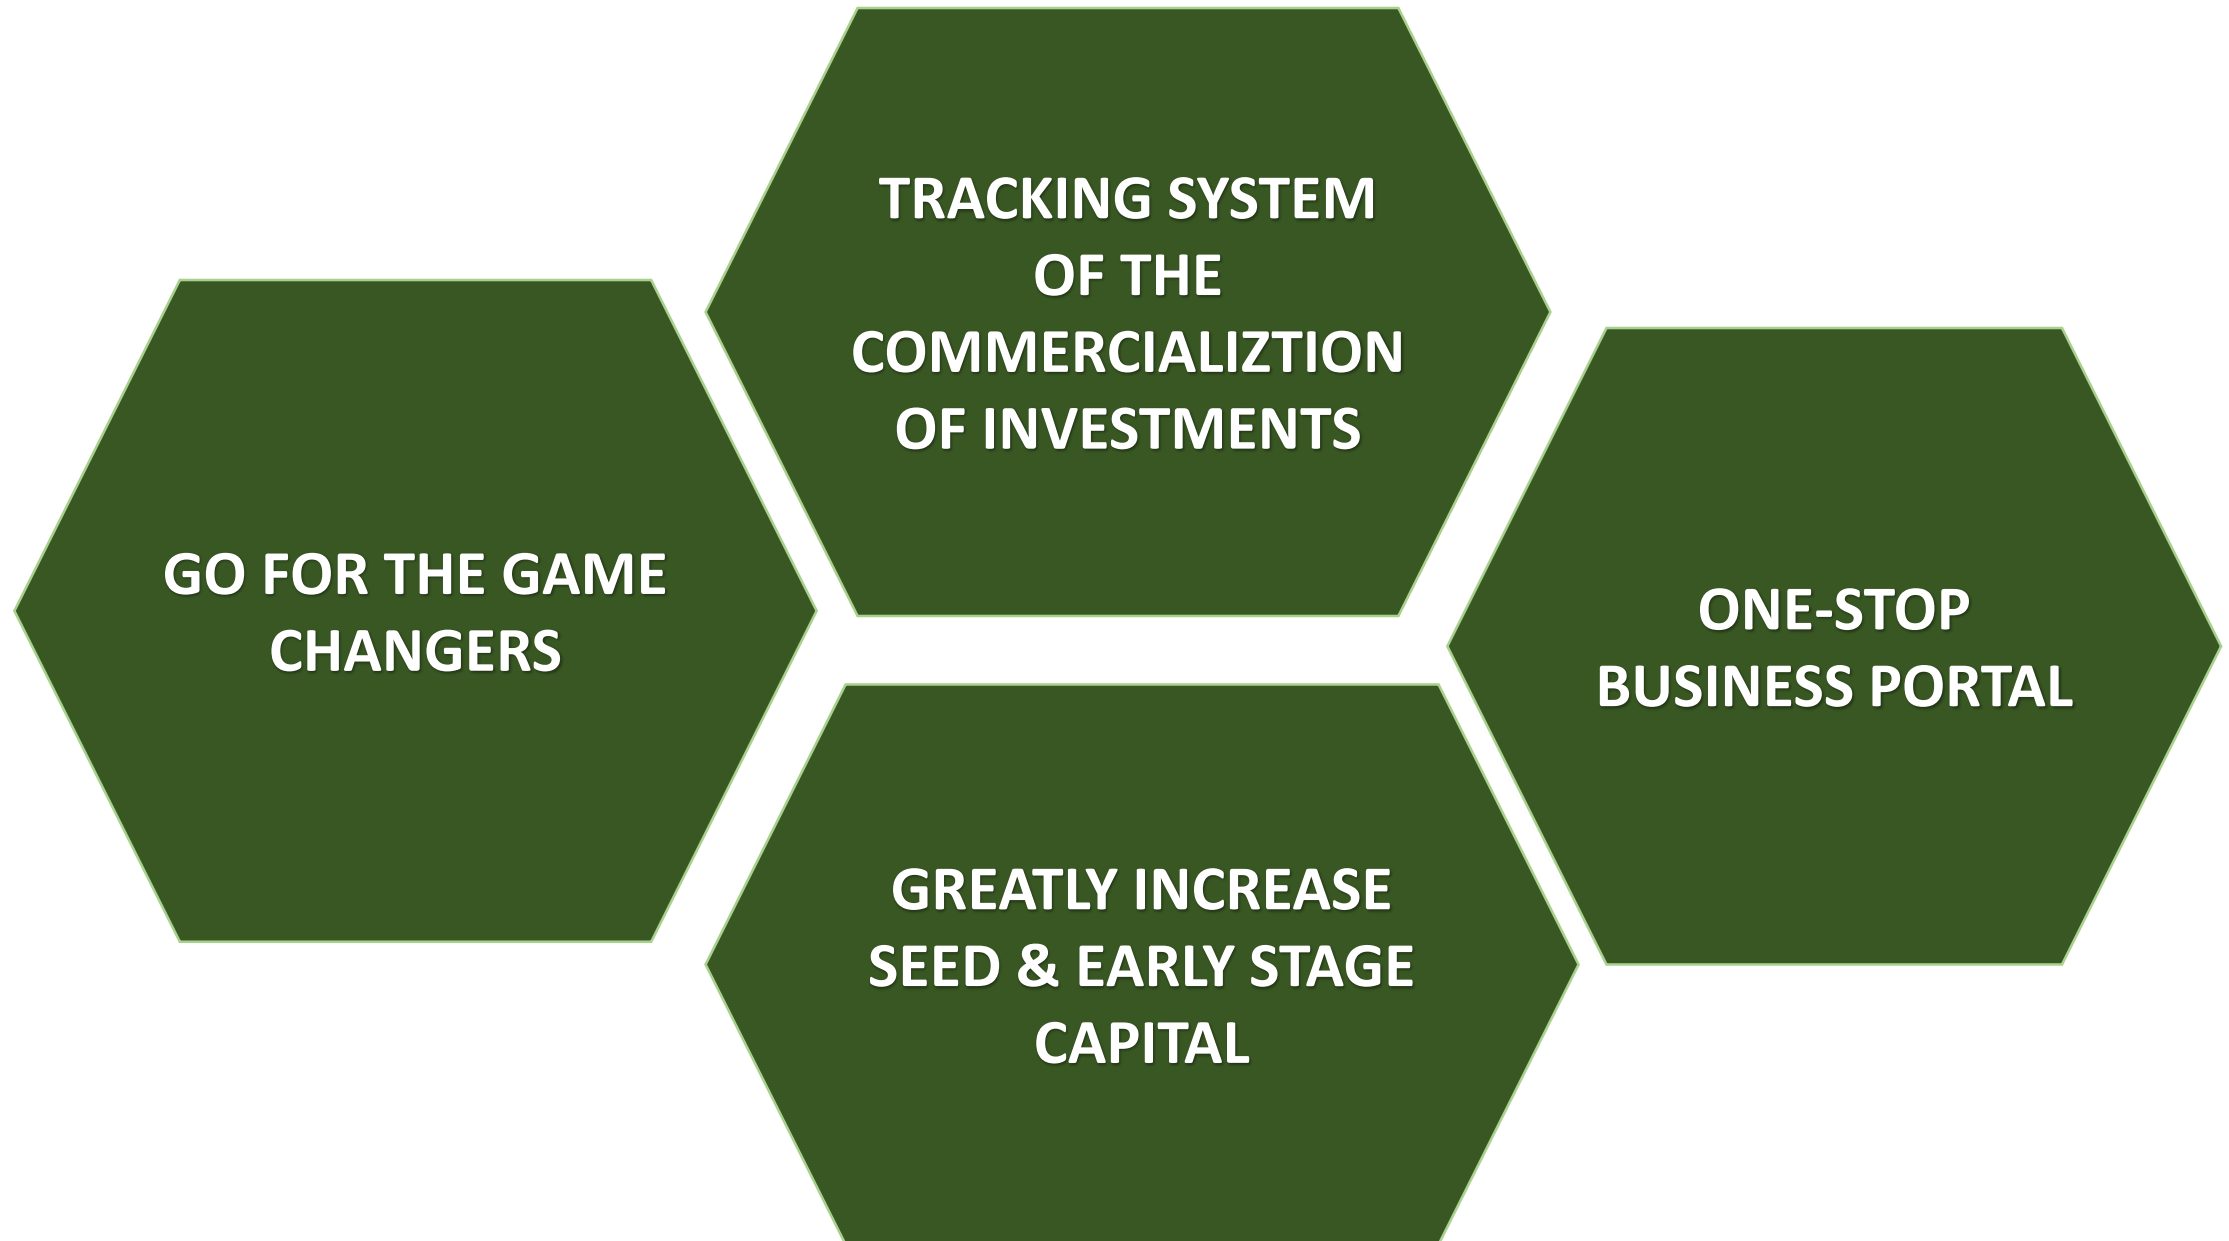 TRACKING SYSTEM
OF THE
COMMERCIALIZTION
OF INVESTMENTS
GO FOR THE GAME
CHANGERS
ONE-STOP
BUSINESS PORTAL
GREATLY INCREASE
SEED & EARLY STAGE
CAPITAL